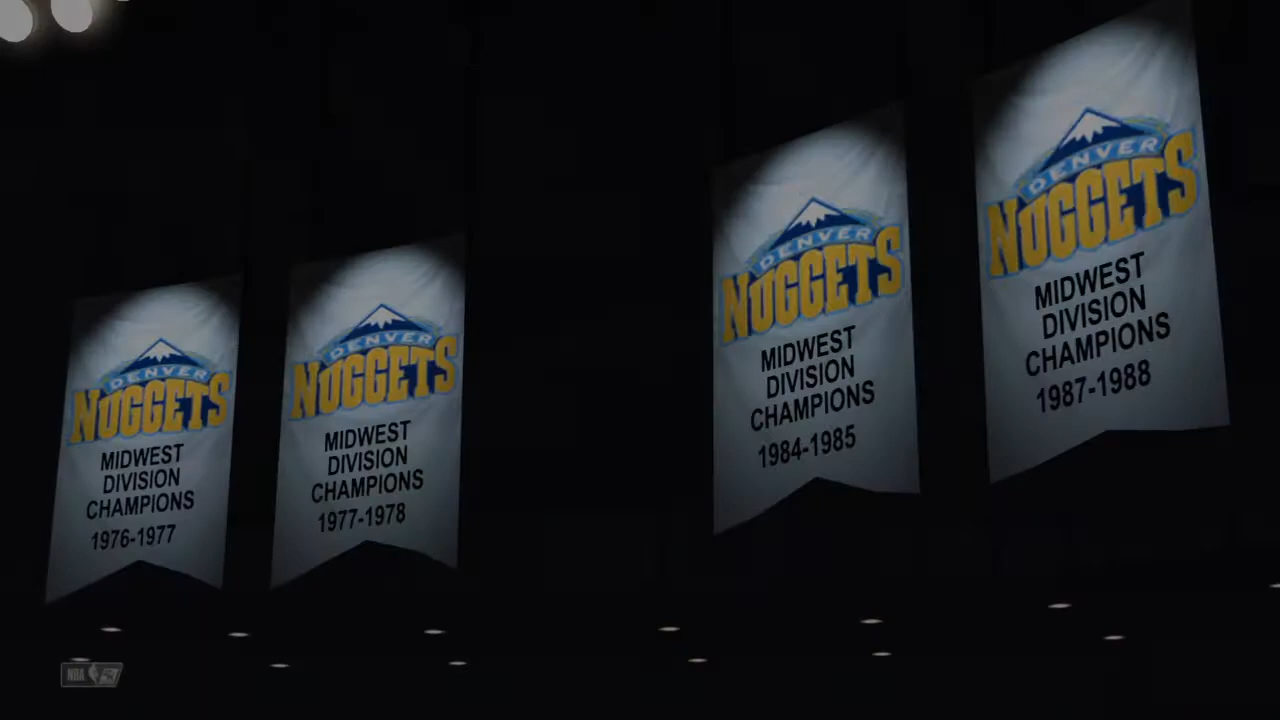 DENVER
NUGGETS
MIDWEST
DIVISION
CHAMPIONS
1976-1977
DENVER
NUGGETS
MIDWEST
DIVISION
CHAMPIONS
1977-1978
DENVER
NUGGETS
MIDWEST
DIVISION
CHAMPIONS
1984-1985
DENVER
NUGGETS
MIDWEST
DIVISION
CHAMPIONS
1987-1988
NBA